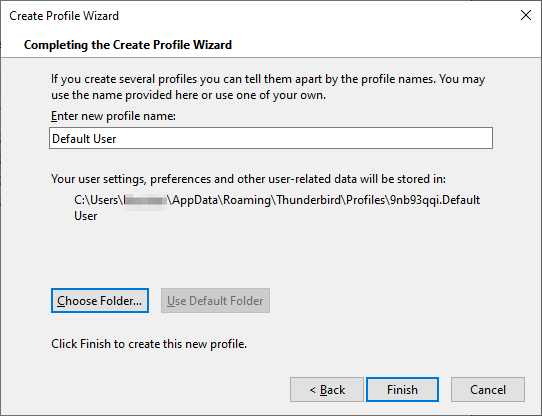 Create Profile Wizard
Completing the Create Profile Wizard
If you create several profiles you can tell them apart by the profile names. You may
use the name provided here or use one of your own.
Enter new profile name:
Default User
Your user settings, preferences and other user-related data will be stored in:
C:\Users\ \AppData\Roaming\Thunderbird\Profiles\9nb93qqi.Default
User
Choose Folder...
Use Default Folder
Click Finish to create this new profile.
< Back
Finish
Cancel